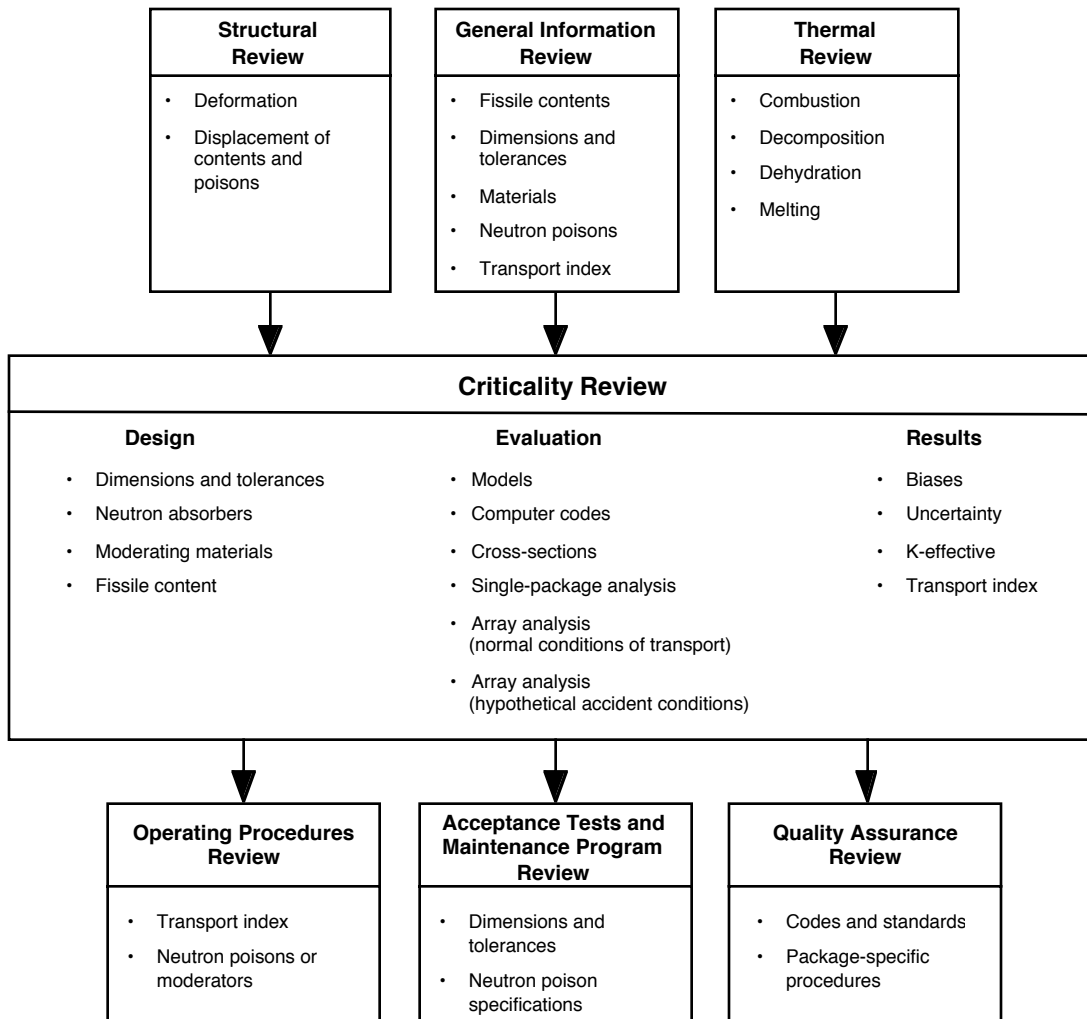 Structural
Review
• Deformation
• Displacement of
contents and
poisons
General Information
Review
• Fissile contents
• Dimensions and
tolerances
• Materials
• Neutron poisons
• Transport index
Thermal
Review
• Combustion
• Decomposition
• Dehydration
• Melting
Criticality Review
Design
• Dimensions and tolerances
• Neutron absorbers
• Moderating materials
• Fissile content
Evaluation
• Models
• Computer codes
• Cross-sections
• Single-package analysis
• Array analysis
(normal conditions of transport)
• Array analysis
(hypothetical accident conditions)
Results
• Biases
• Uncertainty
• K-effective
• Transport index
Operating Procedures
Review
• Transport index
• Neutron poisons or
moderators
Acceptance Tests and
Maintenance Program
Review
• Dimensions and
tolerances
• Neutron poison
specifications
Quality Assurance
Review
• Codes and standards
• Package-specific
procedures